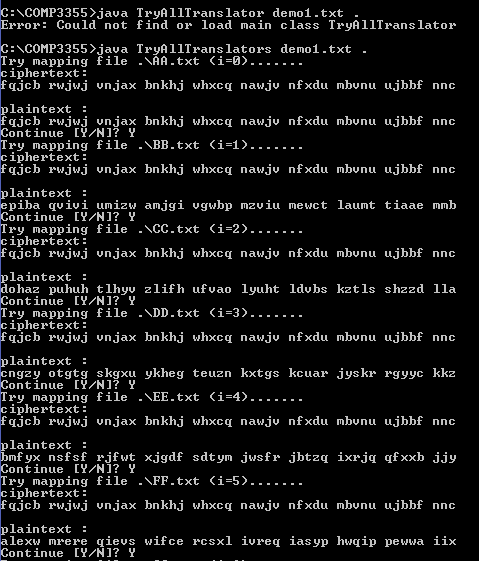 C:\COMP3355>java TryAllTranslator demo1.txt .
Error: Could not find or load main class TryAllTranslator
C:\COMP3355>java TryAllTranslators demo1.txt .
Try mapping file .\AA.txt (i=0).......
ciphertext:
fqjcb rwjwj vnjax bnkhj whxcq nawjv nfxdu mbvnu ujbbf nnc
plaintext :
fqjcb rwjwj vnjax bnkhj whxcq nawjv nfxdu mbvnu ujbbf nnc
Continue [Y/N]? Y
Try mapping file .\BB.txt (i=1).......
ciphertext:
fqjcb rwjwj vnjax bnkhj whxcq nawjv nfxdu mbvnu ujbbf nnc
plaintext :
epiba qvivi umizw amjgi vgwbp mzviu mewct laumt tiaae mmb
Continue [Y/N]? Y
Try mapping file .\CC.txt (i=2).......
ciphertext:
fqjcb rwjwj vnjax bnkhj whxcq nawjv nfxdu mbvnu ujbbf nnc
plaintext :
dohaz puhuh tlhyv zlifh ufvao lyuht ldvbs kztls shzzd lla
Continue [Y/N]? Y
Try mapping file .\DD.txt (i=3).......
ciphertext:
fqjcb rwjwj vnjax bnkhj whxcq nawjv nfxdu mbvnu ujbbf nnc
plaintext :
cngzy otgtg skgxu ykheg teuzn kxtgs kcuar jyskr rgyyc kkz
Continue [Y/N]? Y
Try mapping file .\EE.txt (i=4).......
ciphertext:
fqjcb rwjwj vnjax bnkhj whxcq nawjv nfxdu mbvnu ujbbf nnc
plaintext :
bmfyx nsfsf rjfwt xjgdf sdtym jwsfr jbtzq ixrjq qfxxb jjy
Continue [Y/N]? Y
Try mapping file .\FF.txt (i=5).......
ciphertext:
fqjcb rwjwj vnjax bnkhj whxcq nawjv nfxdu mbvnu ujbbf nnc
plaintext :
alexw mrere qievs wifce rcsxl ivreq iasyp hwqip pewwa iix
Continue [Y/N]? Y